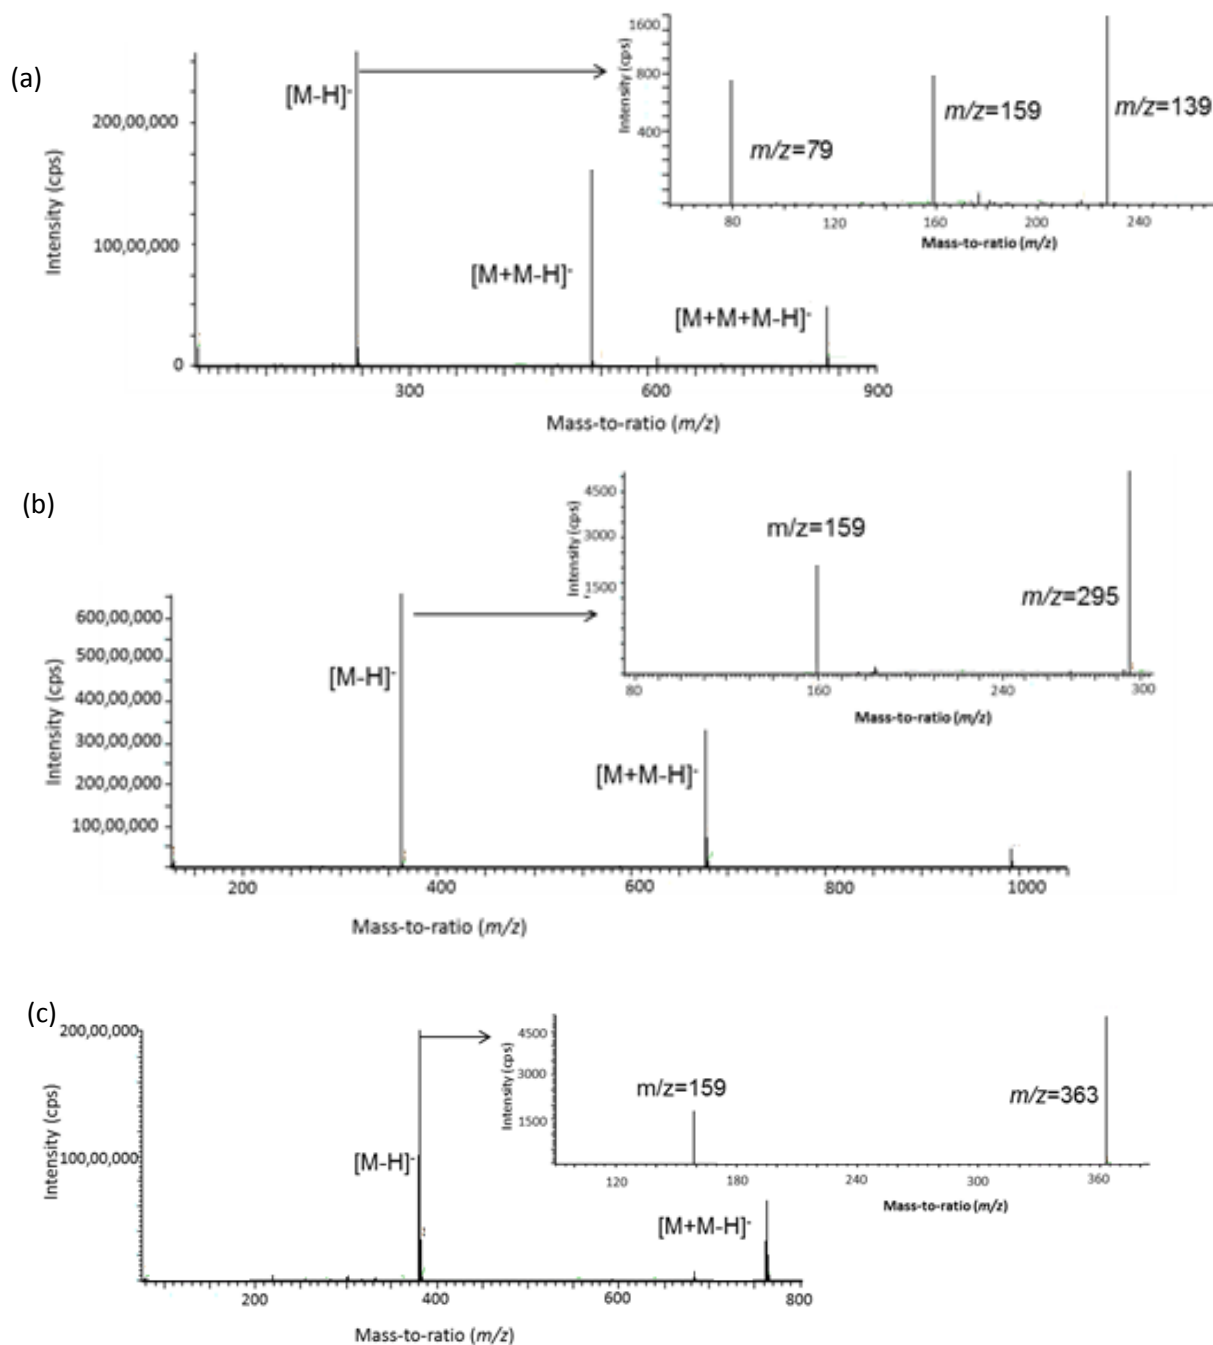 (a)
[M-H]-
[M+M-H]-
[M+M+M-H]-
200,00,000
100,00,000
0
300
600
900
Intensity (cps)
Mass-to-ratio (m/z)
1600
800
400
Intensity (cps)
m/z=79
m/z=159
m/z=139
80 120 160 200 240
Mass-to-ratio (m/z)
(b)
600,00,000
500,00,000
400,00,000
300,00,000
200,00,000
100,00,000
Intensity (cps)
[M-H]-
[M+M-H]-
200 400 600 800 1000
Mass-to-ratio (m/z)
4500
3000
1500
Intensity (cps)
m/z=159
m/z=295
80 160 240 300
Mass-to-ratio (m/z)
(c)
200,00,000
100,00,000
Intensity (cps)
[M-H]-
[M+M-H]-
200 400 600 800
Mass-to-ratio (m/z)
4500
3000
1500
Intensity (cps)
m/z=159
m/z=363
120 180 240 300 360
Mass-to-ratio (m/z)